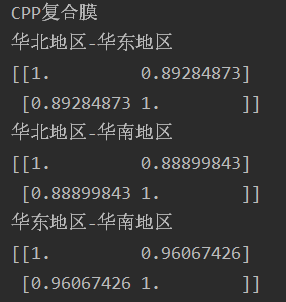 CPP复合膜
华北地区-华东地区
[[1.         0.89284873]
 [0.89284873 1.        ]]
华北地区-华南地区
[[1.         0.88899843]
 [0.88899843 1.        ]]
华东地区-华南地区
[[1.         0.96067426]
 [0.96067426 1.        ]]